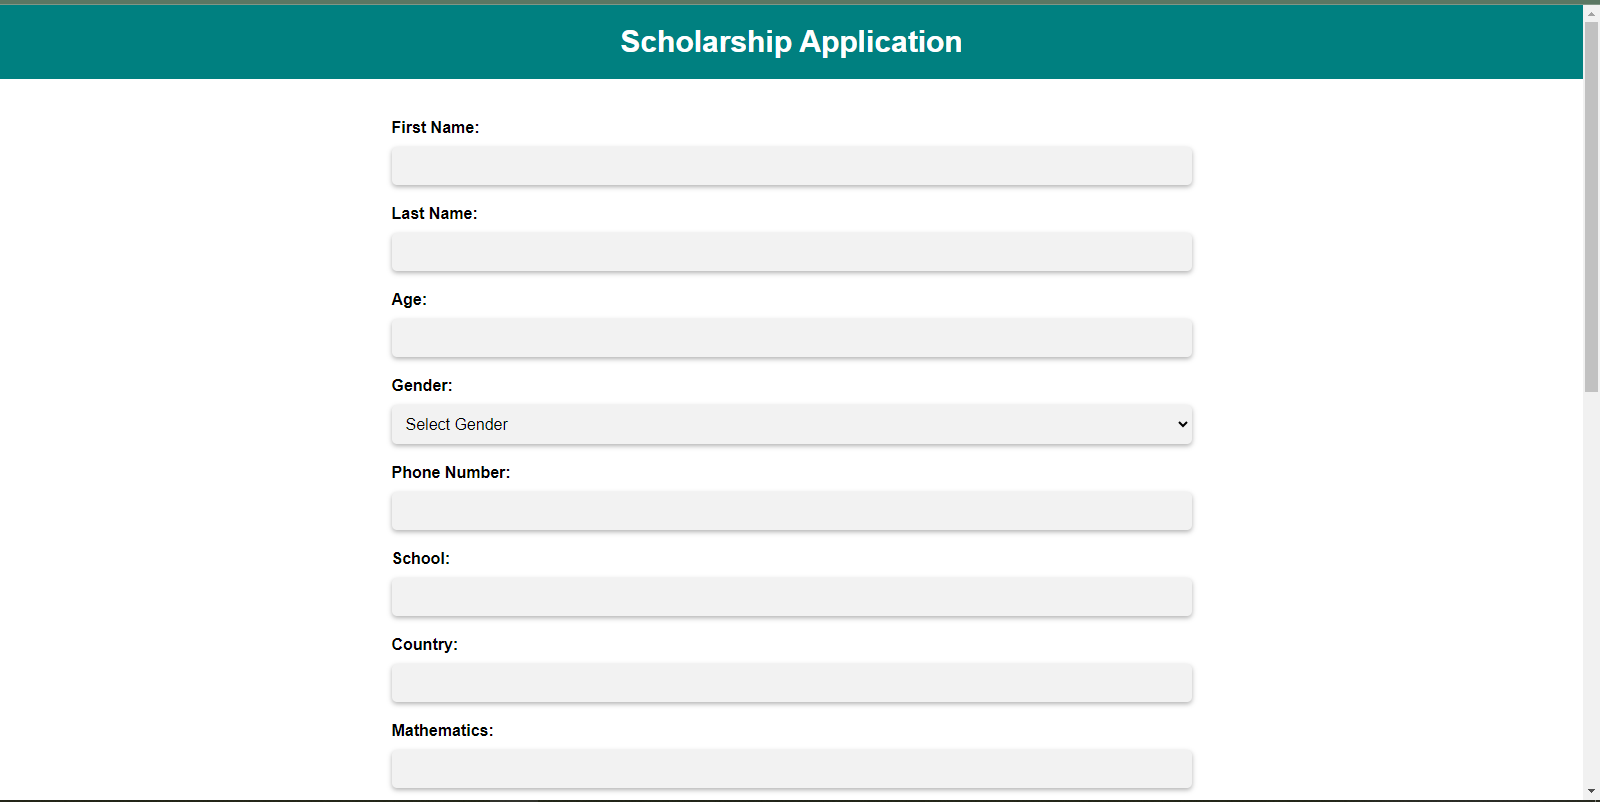 Scholarship Application
First Name:
Last Name:
Age:
Gender:
Select Gender
Phone Number:
School:
Country:
Mathematics: